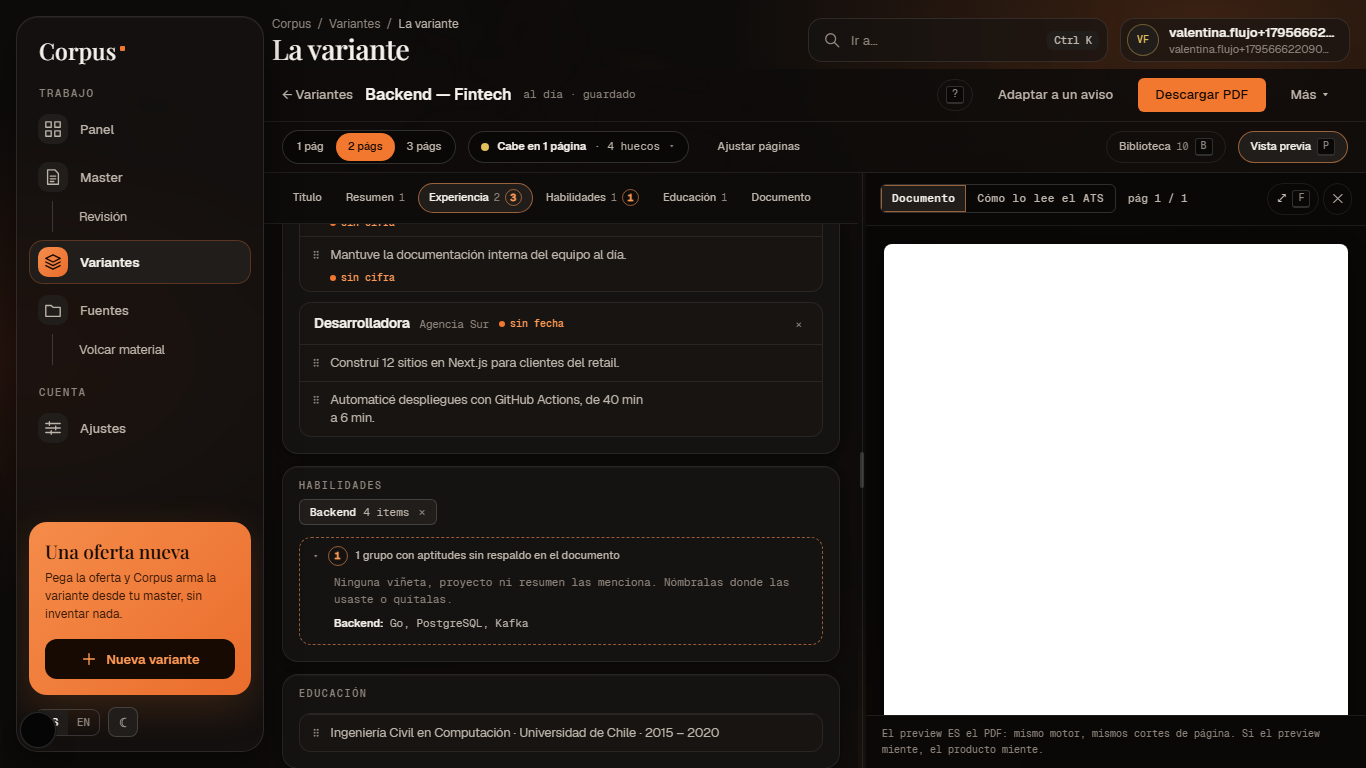 Corpus
TRABAJO
Panel
Master
Revisión
Variantes
Fuentes
Volcar material
CUENTA
Ajustes
Una oferta nueva
Pega la oferta y Corpus arma la
variante desde tu master, sin
inventar nada.
+ Nueva variante
EN
Corpus / Variantes / La variante
La variante
Ir a… Ctrl K
VF
valentina.flujo+17956662…
valentina.flujo+179566622090…
← Variantes Backend — Fintech al día · guardado
? Adaptar a un aviso Descargar PDF Más
1 pág 2 págs 3 págs Cabe en 1 página · 4 huecos Ajustar páginas Biblioteca 10 B Vista previa P
Título Resumen 1 Experiencia 2 3 Habilidades 1 1 Educación 1 Documento
sin cifra
Mantuve la documentación interna del equipo al día.
sin cifra
Desarrolladora Agencia Sur sin fecha ×
Construí 12 sitios en Next.js para clientes del retail.
Automaticé despliegues con GitHub Actions, de 40 min
a 6 min.
HABILIDADES
Backend 4 items ×
1 1 grupo con aptitudes sin respaldo en el documento
Ninguna viñeta, proyecto ni resumen las menciona. Nómbralas donde las
usaste o quítalas.
Backend: Go, PostgreSQL, Kafka
EDUCACIÓN
Ingeniería Civil en Computación · Universidad de Chile · 2015 – 2020
Documento Cómo lo lee el ATS pág 1 / 1 F
El preview ES el PDF: mismo motor, mismos cortes de página. Si el preview
miente, el producto miente.